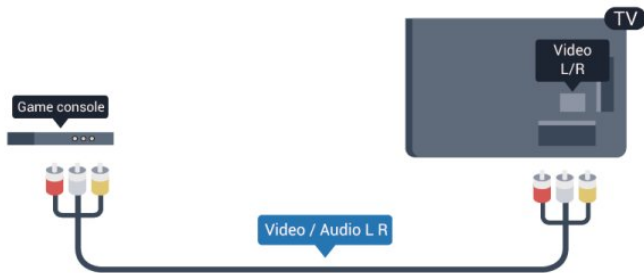 TV
Video
L/R
Game console
Video / Audio L R